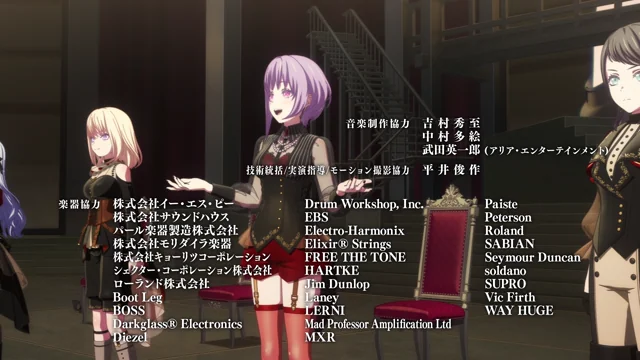 音楽制作協力 吉村秀至
中村多絵
武田英一郎(アリア・エンターテインメント)
技術統括/実演指導/モーション撮影協力 平井俊作
楽器協力 株式会社イー・エス・ピー Drum Workshop, Inc. Paiste
株式会社サウンドハウス EBS Peterson
パール楽器製造株式会社 Electro-Harmonix Roland
株式会社モリダイラ楽器 Elixir® Strings SABIAN
株式会社キョーリツコーポレーション FREE THE TONE Seymour Duncan
シェクター・コーポレーション株式会社 HARTKE soldano
ローランド株式会社 Jim Dunlop SUPRO
Boot Leg Laney Vic Firth
BOSS LERNI WAY HUGE
Darkglass® Electronics Mad Professor Amplification Ltd
Diezel MXR